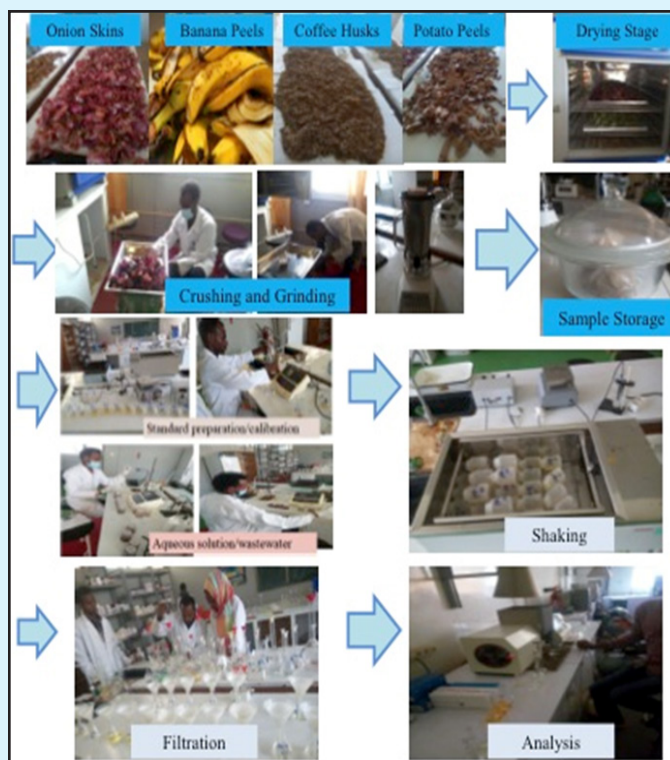 Onion Skins
Banana Peels
Coffee Husks
Potato Peels
Drying Stage
Crushing and Grinding
Sample Storage
Standard preparation/calibration
Aqueous solution/wastewater
Shaking
Filtration
Analysis